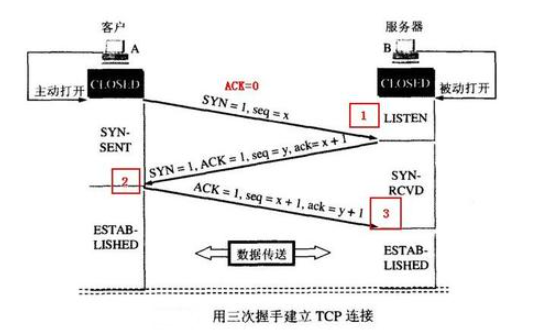 客户
服务器
A
B
CLOSED
CLOSED
主动打开
被动打开
ACK=0
SYN = 1, seq = x
1
LISTEN
SYN-
SENT
SYN = 1, ACK = 1, seq = y, ack= x + 1
2
SYN-
RCVD
ACK = 1, seq = x + 1, ack = y + 1
3
ESTAB-
LISHED
ESTAB-
LISHED
数据传送
用三次握手建立 TCP 连接